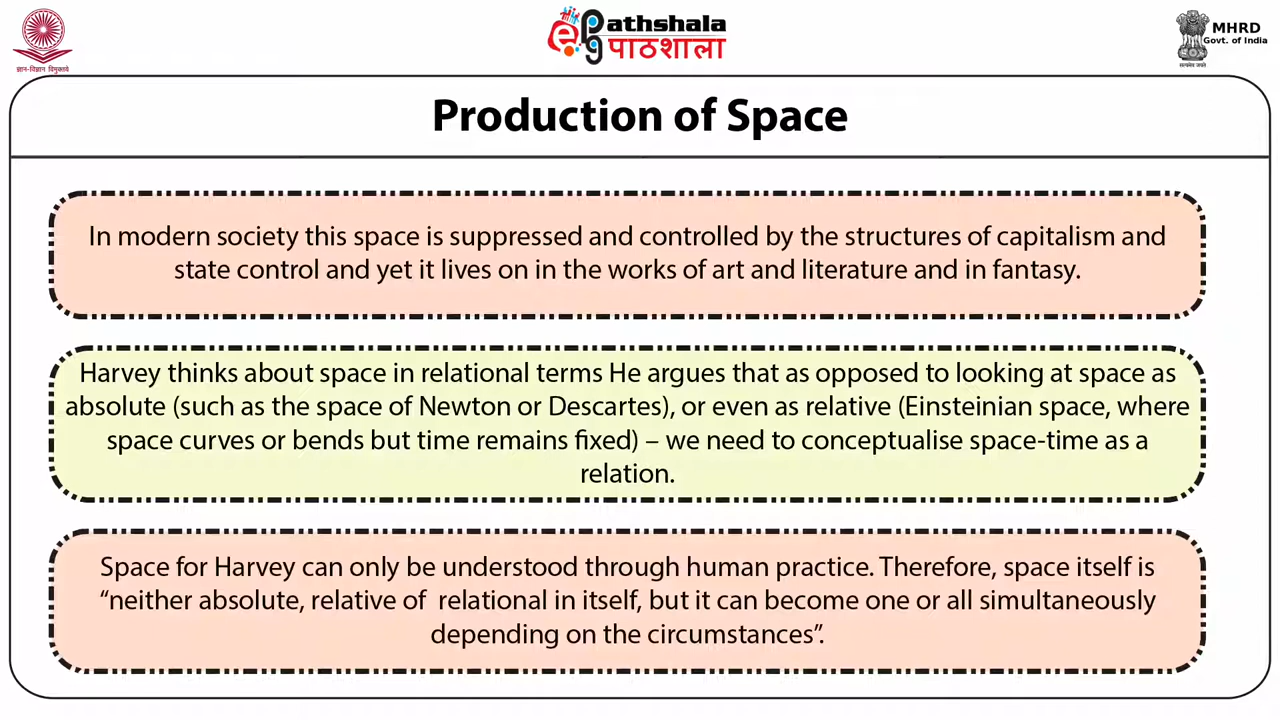 ज्ञान-विज्ञान विमुक्तये
ePathshala
पाठशाला
MHRD
Govt. of India
सत्यमेव जयते
Production of Space
In modern society this space is suppressed and controlled by the structures of capitalism and
state control and yet it lives on in the works of art and literature and in fantasy.
Harvey thinks about space in relational terms He argues that as opposed to looking at space as
absolute (such as the space of Newton or Descartes), or even as relative (Einsteinian space, where
space curves or bends but time remains fixed) – we need to conceptualise space-time as a
relation.
Space for Harvey can only be understood through human practice. Therefore, space itself is
“neither absolute, relative of  relational in itself, but it can become one or all simultaneously
depending on the circumstances”.